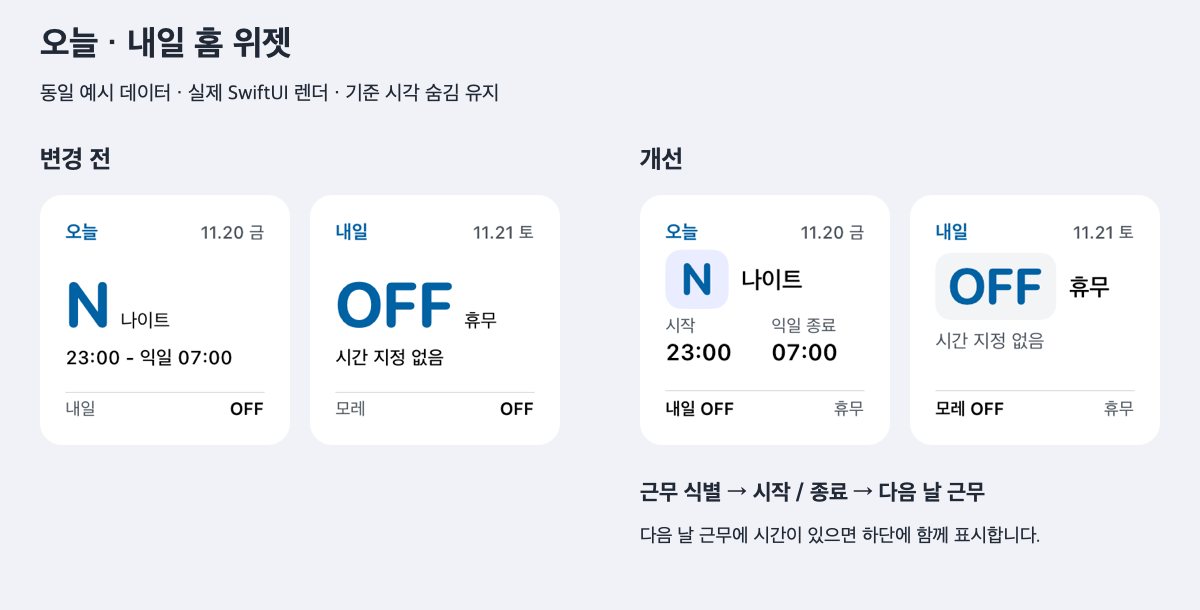 오늘 · 내일 홈 위젯
동일 예시 데이터 · 실제 SwiftUI 렌더 · 기준 시각 숨김 유지
변경 전
오늘 11.20 금
N 나이트
23:00 - 익일 07:00
내일 OFF
내일 11.21 토
OFF 휴무
시간 지정 없음
모레 OFF
개선
오늘 11.20 금
N 나이트
시작 익일 종료
23:00 07:00
내일 OFF 휴무
내일 11.21 토
OFF 휴무
시간 지정 없음
모레 OFF 휴무
근무 식별 → 시작 / 종료 → 다음 날 근무
다음 날 근무에 시간이 있으면 하단에 함께 표시합니다.